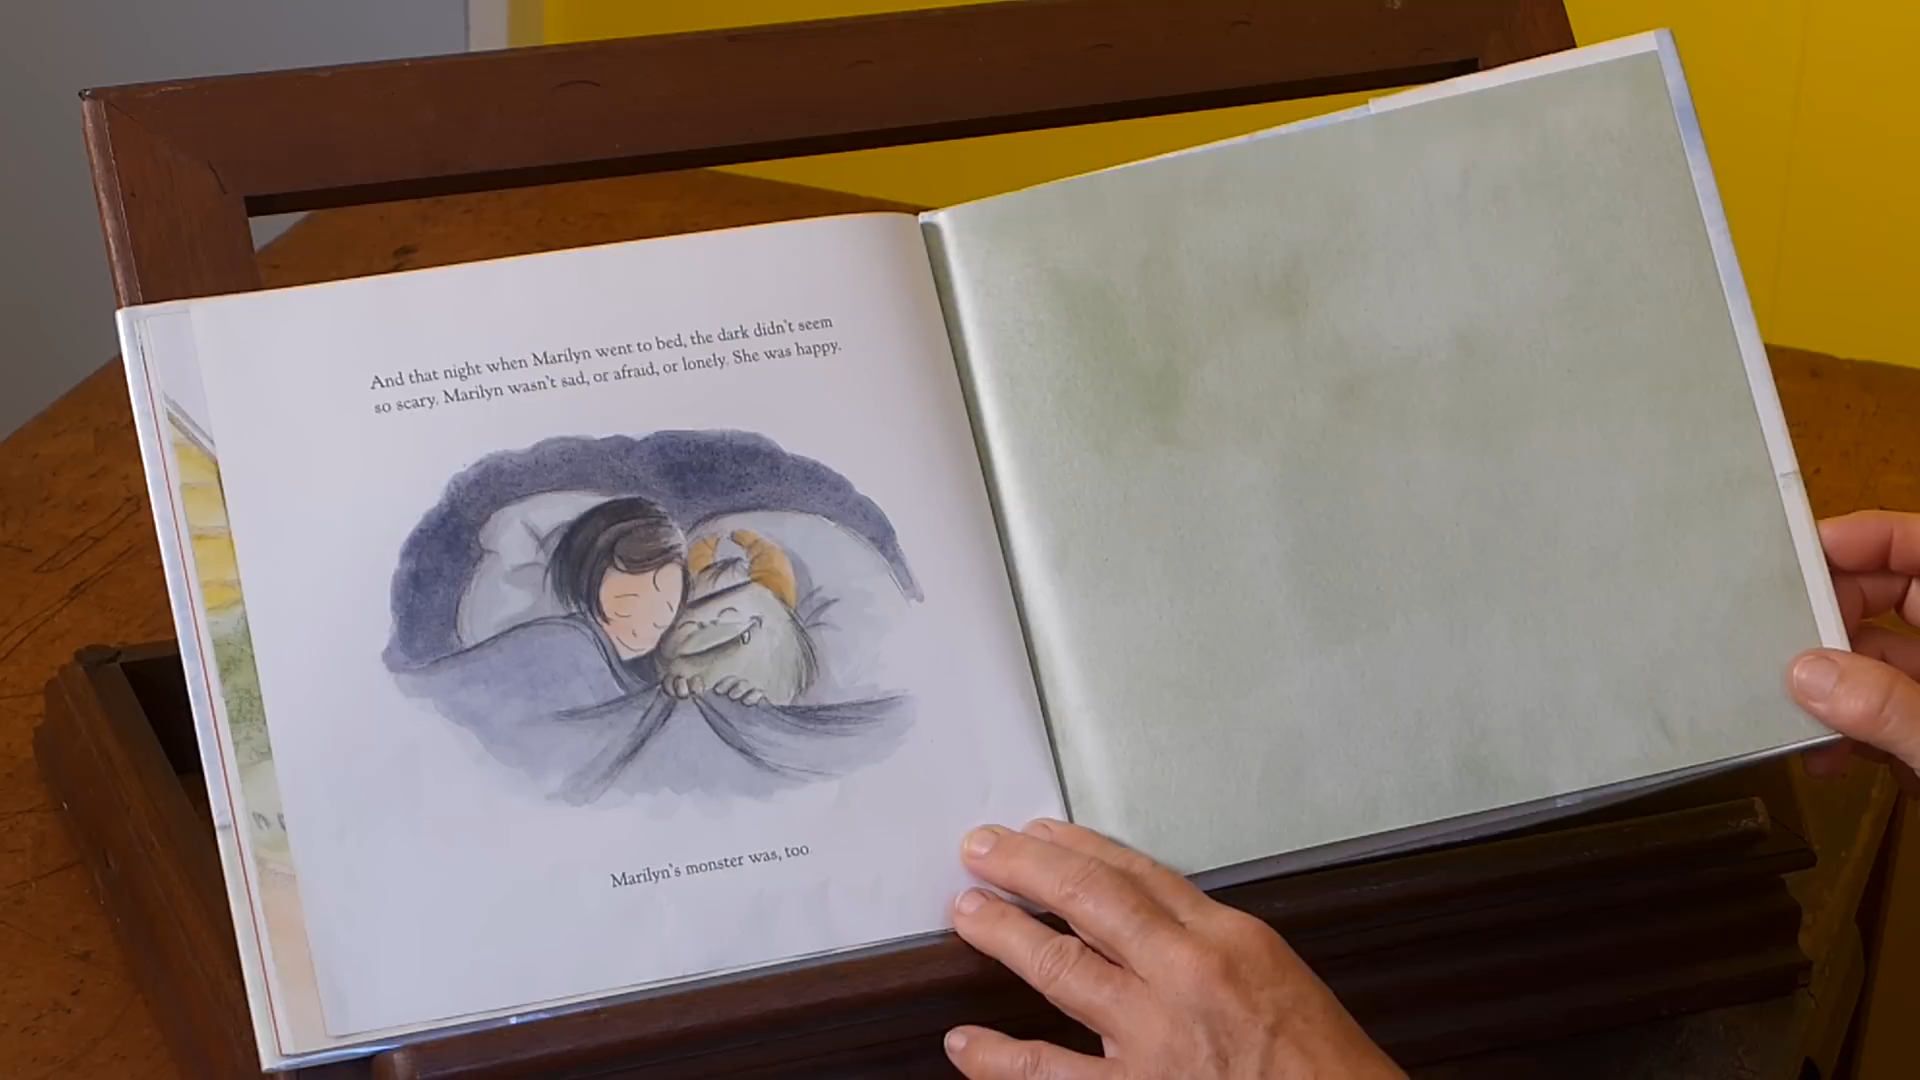 And that night when Marilyn went to bed, the dark didn't seem
so scary. Marilyn wasn't sad, or afraid, or lonely. She was happy.
Marilyn's monster was, too.